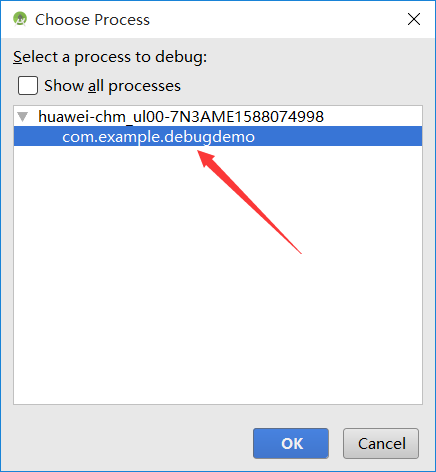 Choose Process
Select a process to debug:
Show all processes
huawei-chm_ul00-7N3AME1588074998
com.example.debugdemo
OK
Cancel